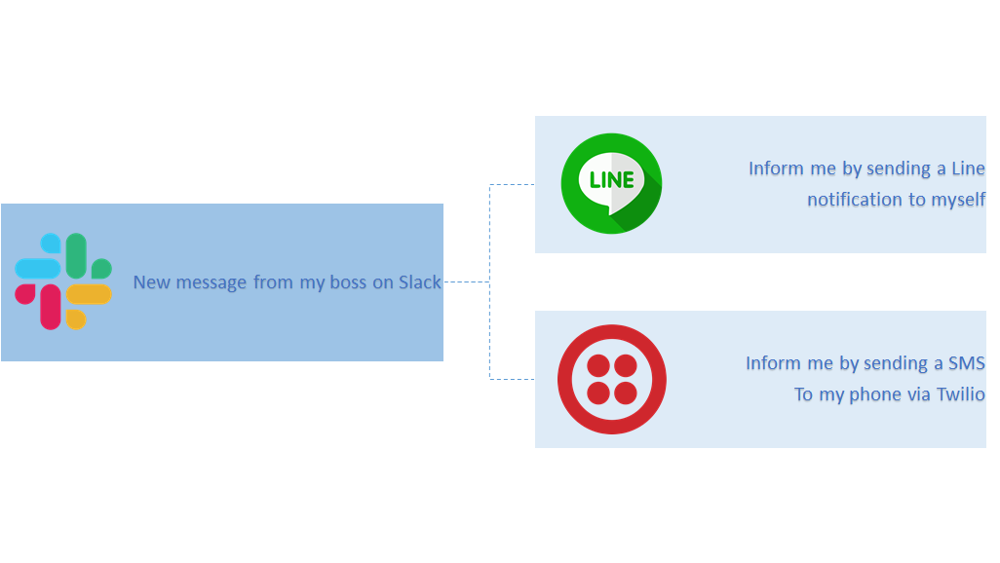 New message from my boss on Slack
LINE
Inform me by sending a Line
notification to myself
Inform me by sending a SMS
To my phone via Twilio